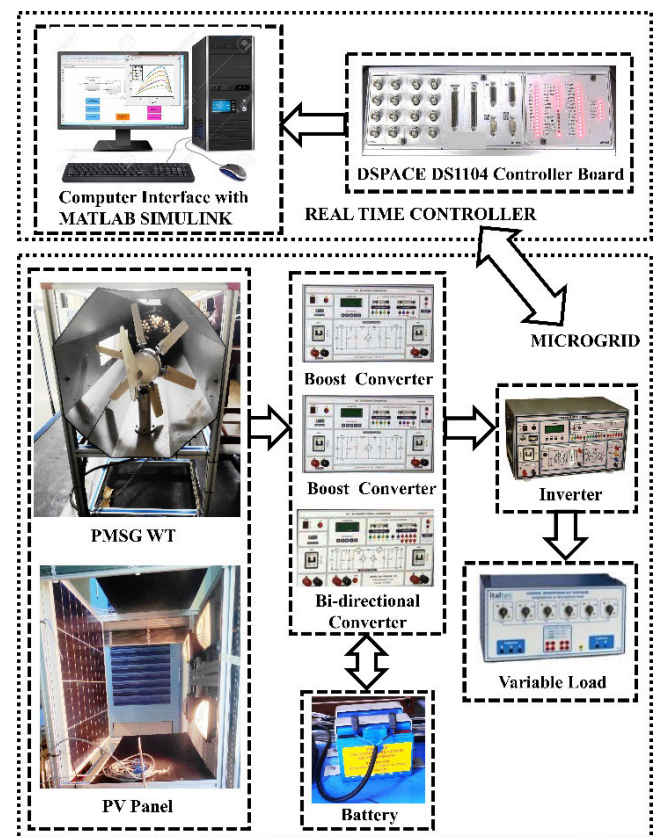 Computer Interface with
MATLAB SIMULINK
DSPACE DS1104 Controller Board
REAL TIME CONTROLLER
MICROGRID
PMSG WT
PV Panel
Boost Converter
Boost Converter
Bi-directional
Converter
Battery
Inverter
italtec
Variable Load